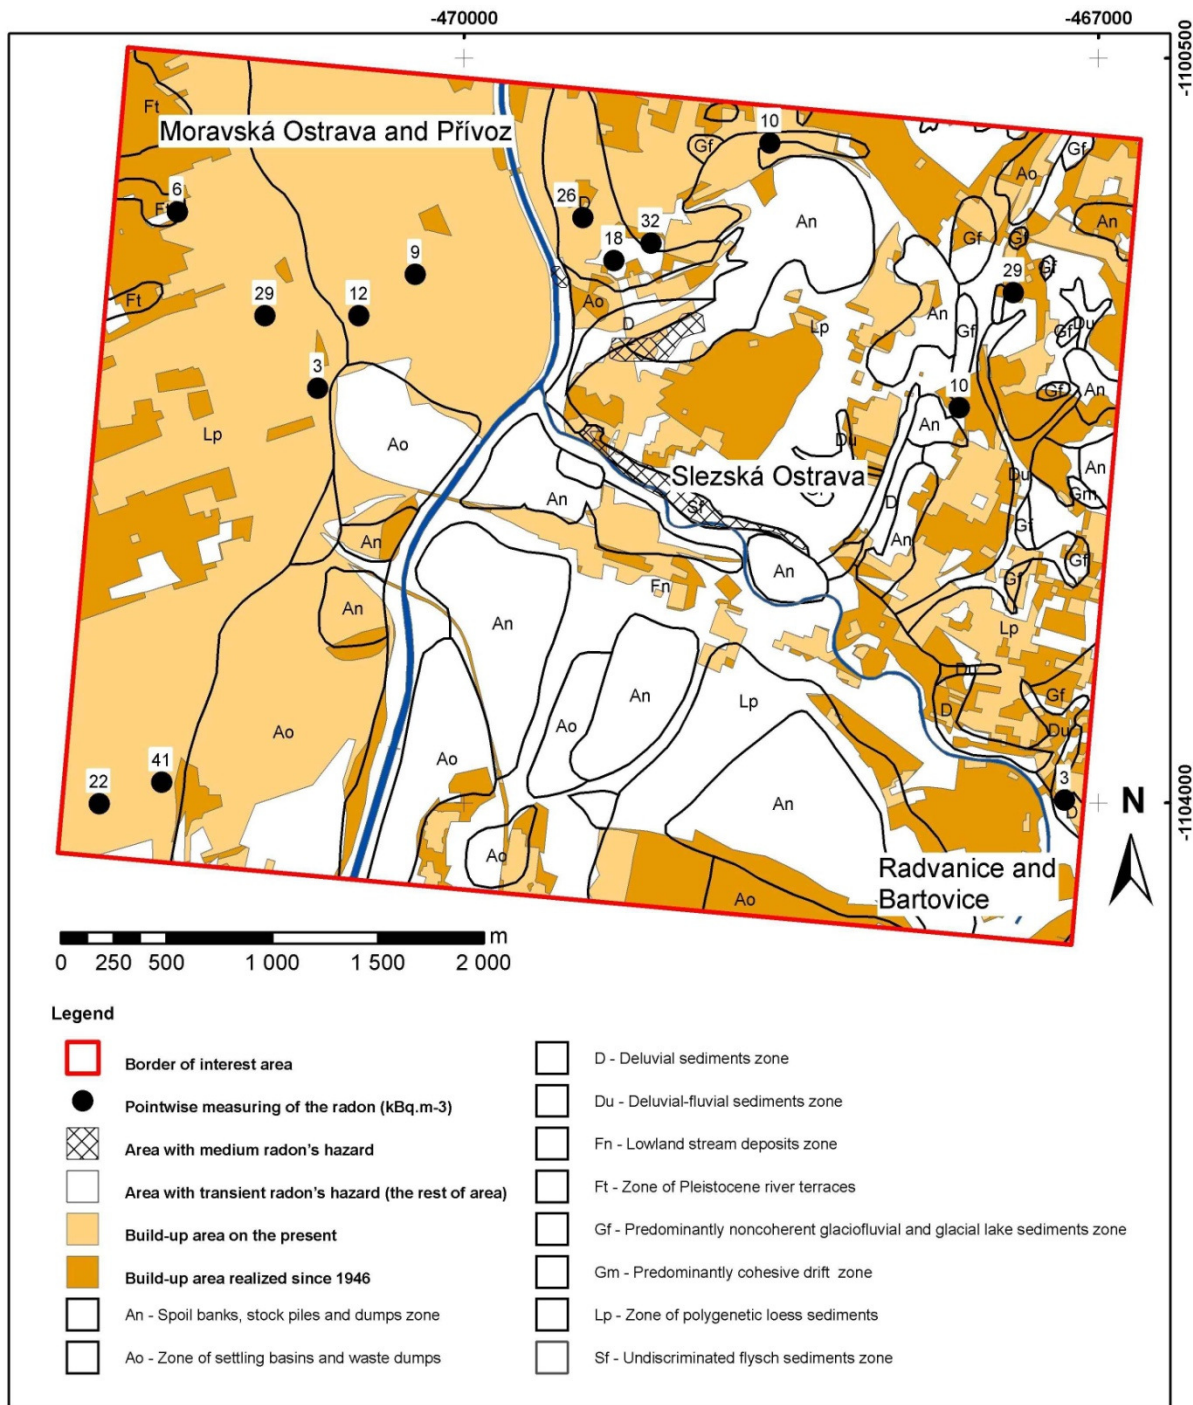 -470000
-467000
-1100500
Ft
Moravská Ostrava and Přívoz
10
Gf
Gf
Ao
6
26
D
32
An
An
Ft
18
Gf
Gf
9
Gf
29
29
12
Ft
Ao
D
Lp
An
Gf
Gf
Du
3
10
Gf
An
Lp
Ao
Du
An
Slezská Ostrava
Du
An
An
D
Gm
Sf
Gf
An
An
Gf
An
Fn
Gf
An
An
Lp
Du
An
Lp
Gf
D
Ao
Ao
Du
Ao
41
22
An
3
D
N
-1104000
Ao
Radvanice and
Bartovice
Ao
m
0 250 500 1 000 1 500 2 000
Legend
Border of interest area
Pointwise measuring of the radon (kBq.m-3)
Area with medium radon's hazard
Area with transient radon's hazard (the rest of area)
Build-up area on the present
Build-up area realized since 1946
An - Spoil banks, stock piles and dumps zone
Ao - Zone of settling basins and waste dumps
D - Deluvial sediments zone
Du - Deluvial-fluvial sediments zone
Fn - Lowland stream deposits zone
Ft - Zone of Pleistocene river terraces
Gf - Predominantly noncoherent glaciofluvial and glacial lake sediments zone
Gm - Predominantly cohesive drift zone
Lp - Zone of polygenetic loess sediments
Sf - Undiscriminated flysch sediments zone